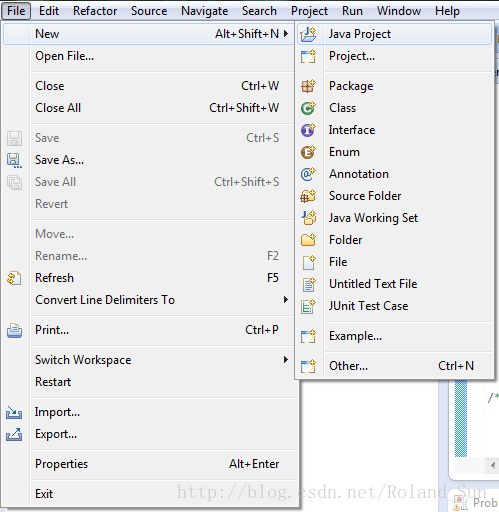 File Edit Refactor Source Navigate Search Project Run Window Help
New Alt+Shift+N
Open File...
Close Ctrl+W
Close All Ctrl+Shift+W
Save Ctrl+S
Save As...
Save All Ctrl+Shift+S
Revert
Move...
Rename... F2
Refresh F5
Convert Line Delimiters To
Print... Ctrl+P
Switch Workspace
Restart
Import...
Export...
Properties Alt+Enter
Exit
Java Project
Project...
Package
Class
Interface
Enum
Annotation
Source Folder
Java Working Set
Folder
File
Untitled Text File
JUnit Test Case
Example...
Other... Ctrl+N
/*
Prob
http://blog.csdn.net/Roland_Sun